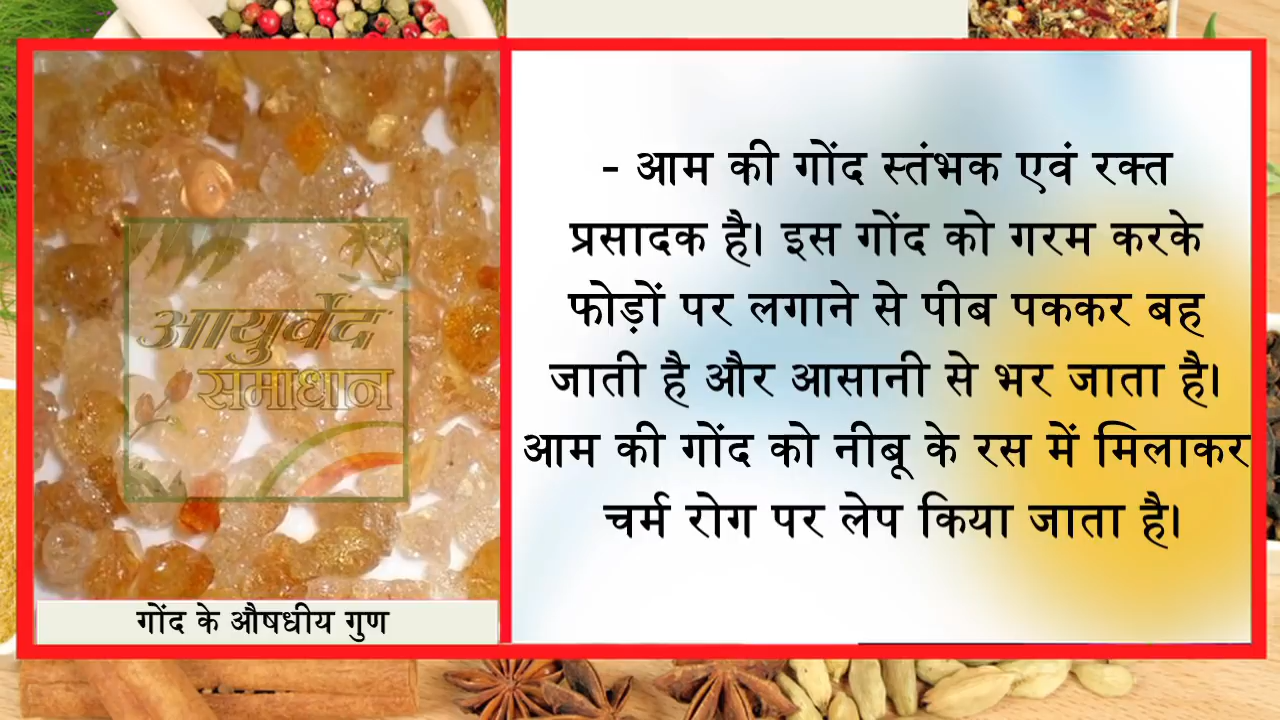 - आम की गोंद स्तंभक एवं रक्त
प्रसादक है। इस गोंद को गरम करके
फोड़ों पर लगाने से पीब पककर बह
जाती है और आसानी से भर जाता है।
आम की गोंद को नीबू के रस में मिलाकर
चर्म रोग पर लेप किया जाता है।
आयुर्वेद
समाधान
गोंद के औषधीय गुण